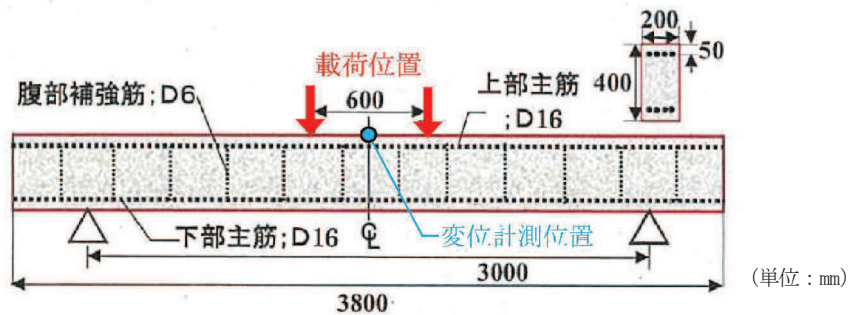 200
50
載荷位置
上部主筋
400
;D16
腹部補強筋;D6
600
下部主筋;D16
℄
変位計測位置
3000
(単位:mm)
3800